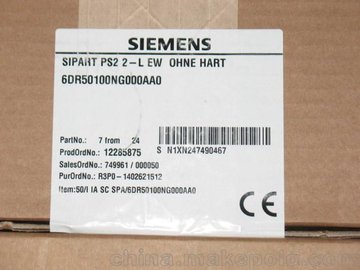 SIEMENS
SIPART PS2 2-L EW OHNE HART
6DR50100NG000AA0
PartNo.: 7 from 24
ProdOrdNo.: 12285875 S N1XN247490467
SalesOrdNo.: 749961 / 000050
PurOrdNo.: R3P0-1402621512
Item:50/I IA SC SPA/6DR50100NG000AA0
CE
china.makepolo.com